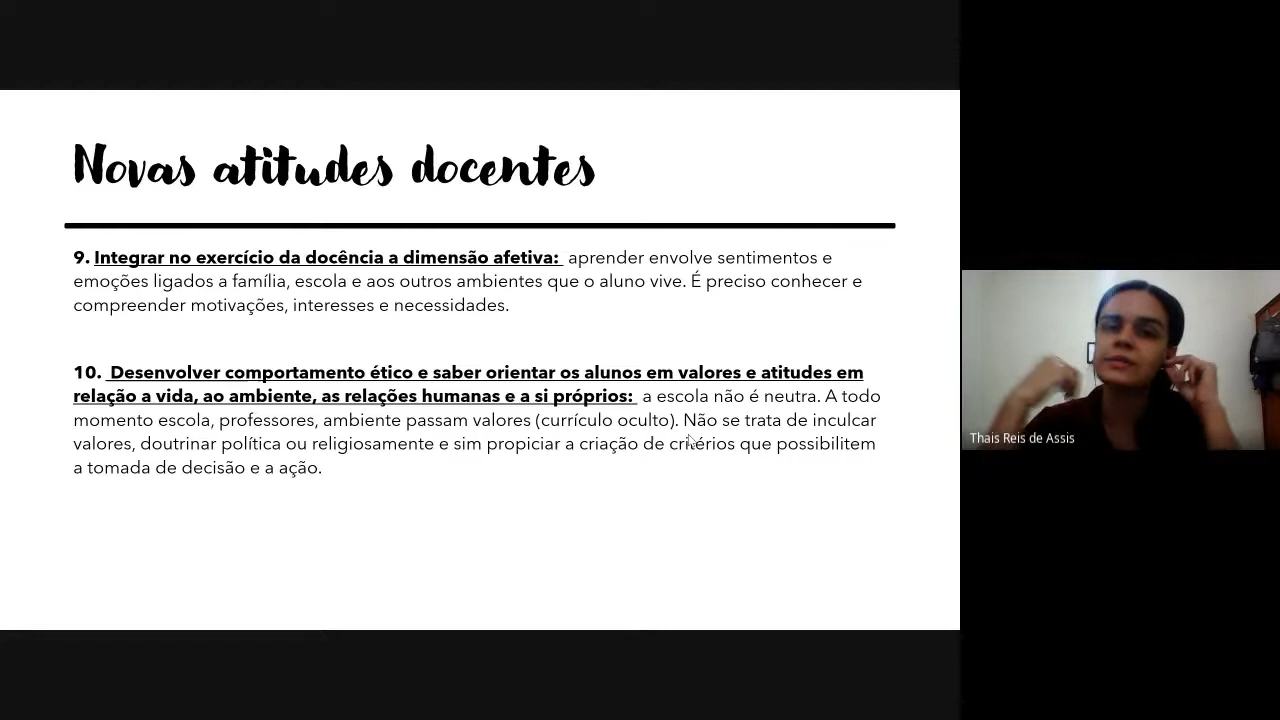 Novas atitudes docentes
9. Integrar no exercício da docência a dimensão afetiva: aprender envolve sentimentos e
emoções ligados a família, escola e aos outros ambientes que o aluno vive. É preciso conhecer e
compreender motivações, interesses e necessidades.
10. Desenvolver comportamento ético e saber orientar os alunos em valores e atitudes em
relação a vida, ao ambiente, as relações humanas e a si próprios: a escola não é neutra. A todo
momento escola, professores, ambiente passam valores (currículo oculto). Não se trata de inculcar
valores, doutrinar política ou religiosamente e sim propiciar a criação de critérios que possibilitem
a tomada de decisão e a ação.
Thais Reis de Assis